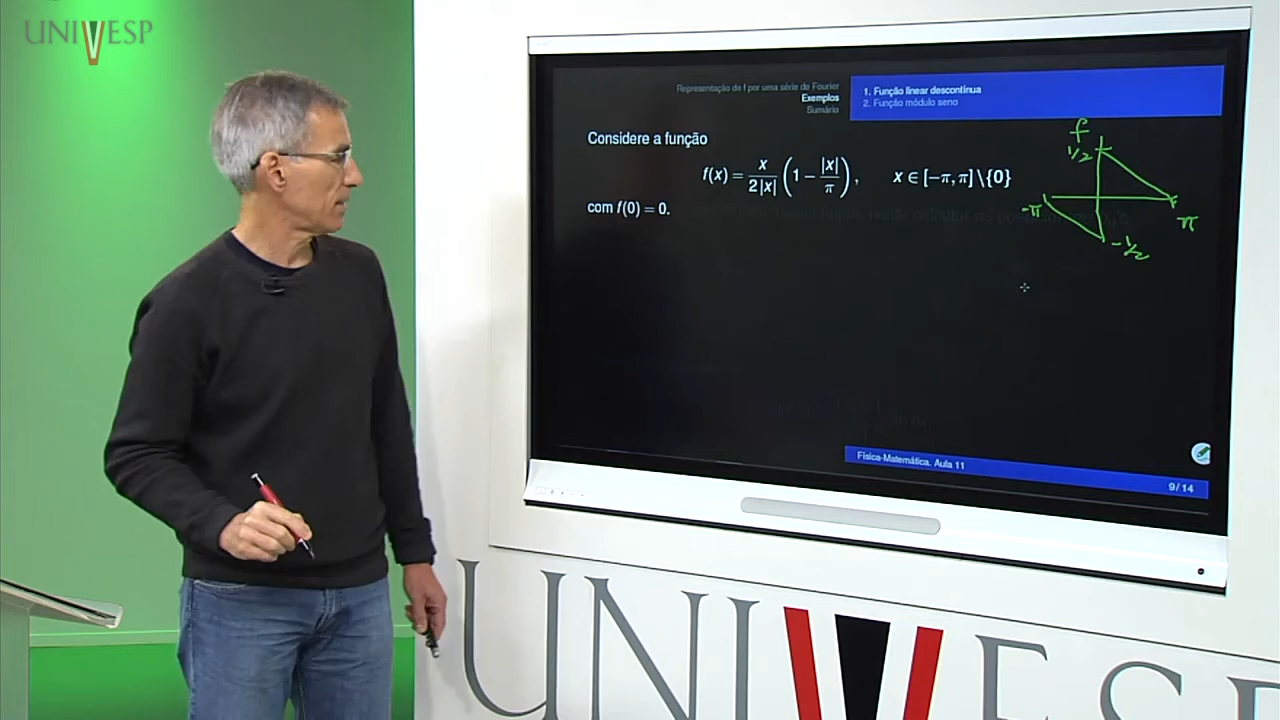 UNIVESP
Representação de f por uma série de Fourier
Exemplos
Sumário
1. Função linear descontínua
2. Função módulo seno
Considere a função
f(x) = x/2|x| (1 − |x|/π), x ∈ [−π, π]\{0}
com f(0) = 0.
f
1/2
-π
π
-1/2
Física-Matemática. Aula 11
9/14
UNIVESP